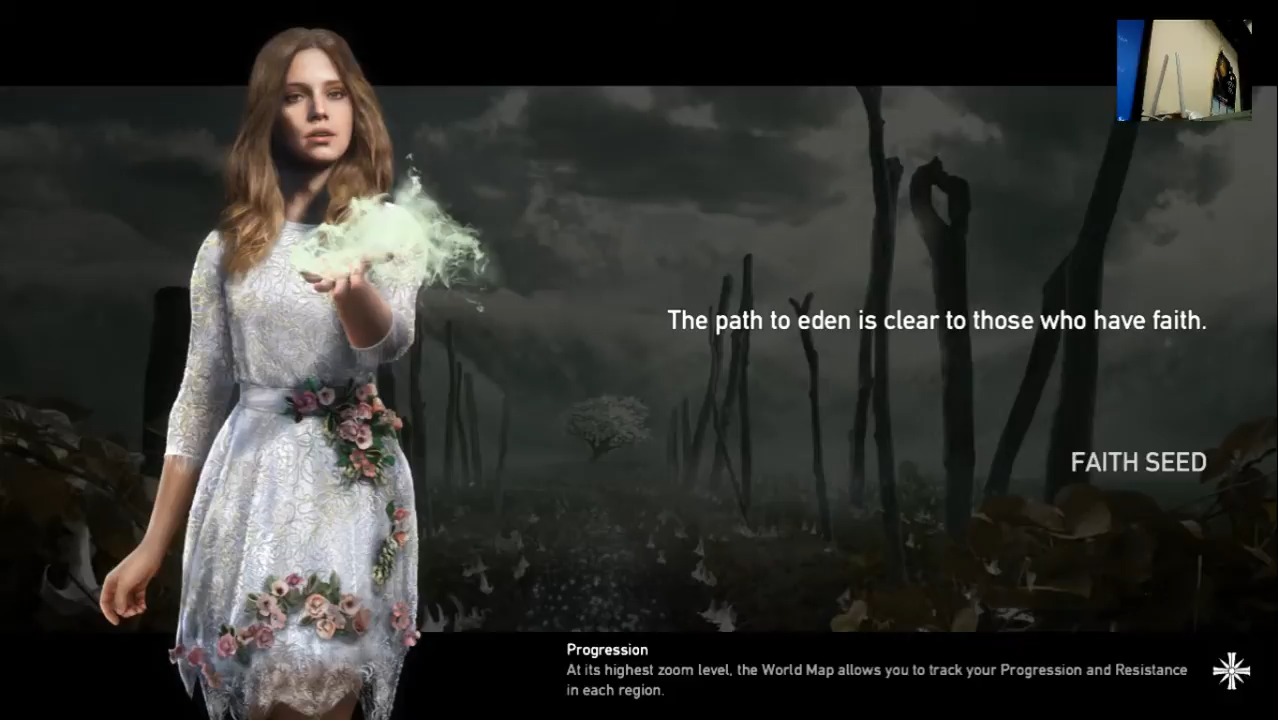 The path to eden is clear to those who have faith.
FAITH SEED
Progression
At its highest zoom level, the World Map allows you to track your Progression and Resistance
in each region.